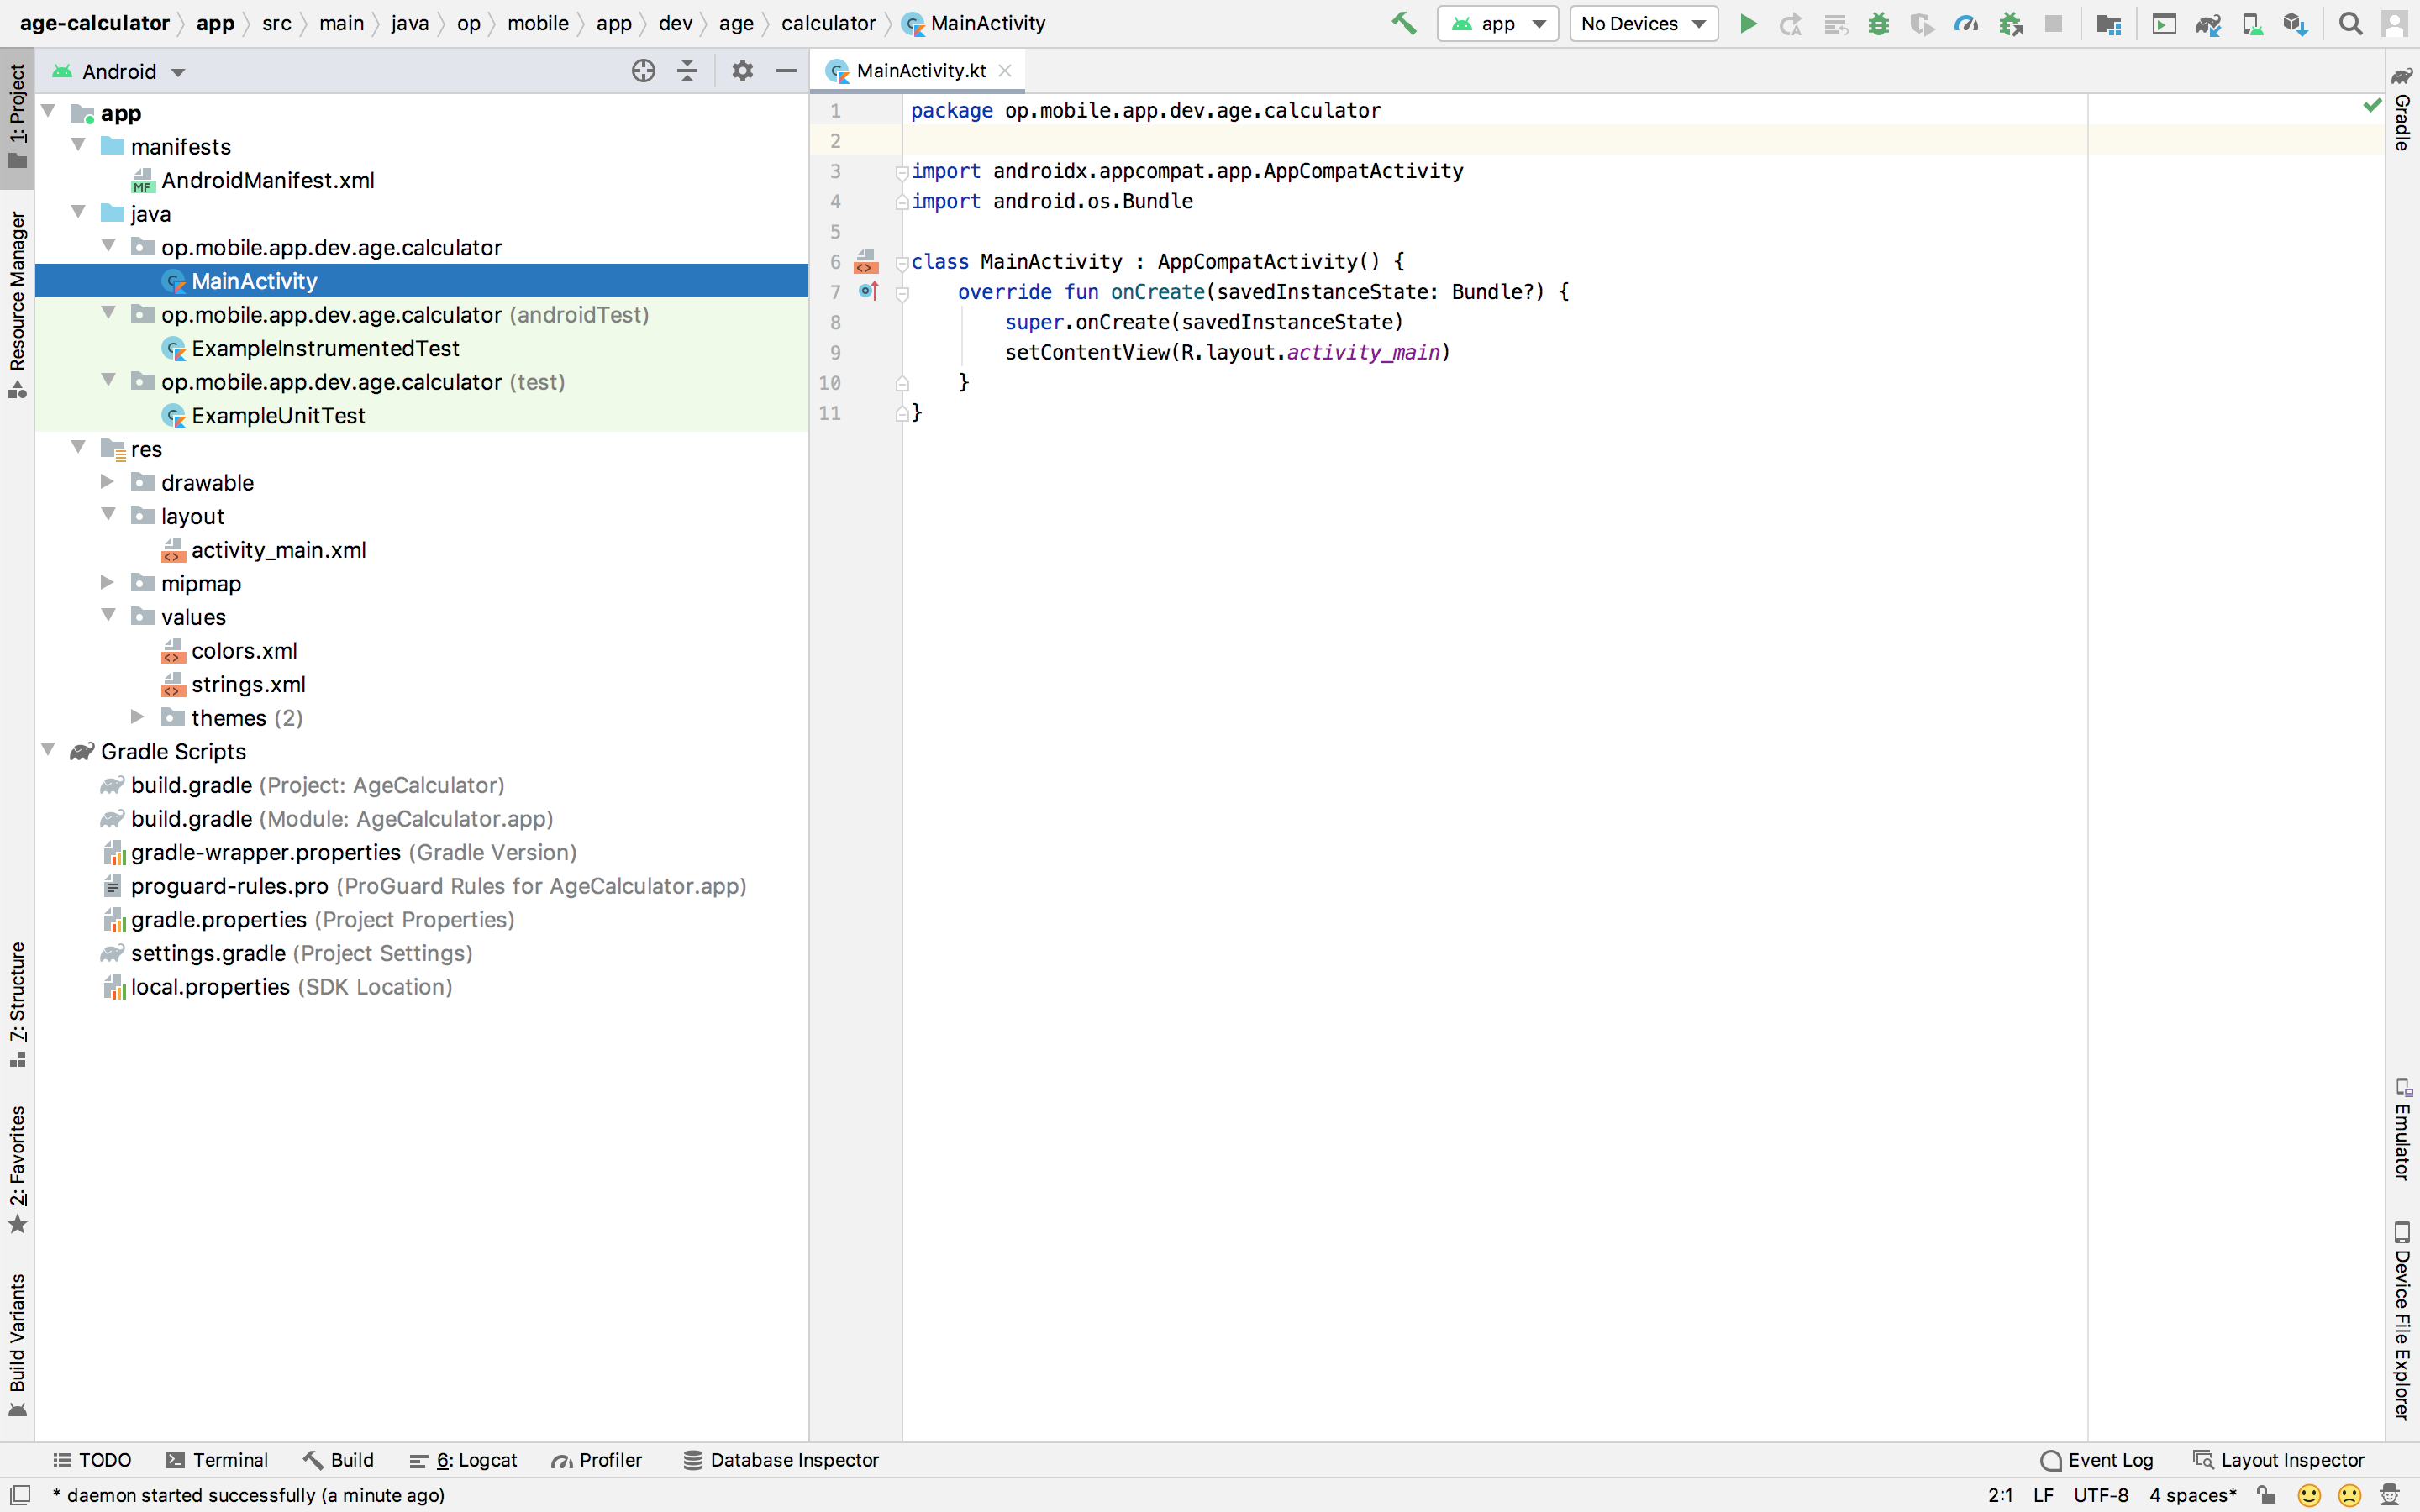 age-calculator app src main java op mobile app dev age calculator MainActivity
app
No Devices
1: Project
Resource Manager
7: Structure
2: Favorites
Build Variants
Android
app
manifests
MF AndroidManifest.xml
java
op.mobile.app.dev.age.calculator
MainActivity
op.mobile.app.dev.age.calculator (androidTest)
ExampleInstrumentedTest
op.mobile.app.dev.age.calculator (test)
ExampleUnitTest
res
drawable
layout
activity_main.xml
mipmap
values
colors.xml
strings.xml
themes (2)
Gradle Scripts
build.gradle (Project: AgeCalculator)
build.gradle (Module: AgeCalculator.app)
gradle-wrapper.properties (Gradle Version)
proguard-rules.pro (ProGuard Rules for AgeCalculator.app)
gradle.properties (Project Properties)
settings.gradle (Project Settings)
local.properties (SDK Location)
MainActivity.kt
1 package op.mobile.app.dev.age.calculator
2
3 import androidx.appcompat.app.AppCompatActivity
4 import android.os.Bundle
5
6 class MainActivity : AppCompatActivity() {
7 override fun onCreate(savedInstanceState: Bundle?) {
8 super.onCreate(savedInstanceState)
9 setContentView(R.layout.activity_main)
10 }
11 }
Gradle
Emulator
Device File Explorer
TODO Terminal Build 6: Logcat Profiler Database Inspector Event Log Layout Inspector
* daemon started successfully (a minute ago) 2:1 LF UTF-8 4 spaces*